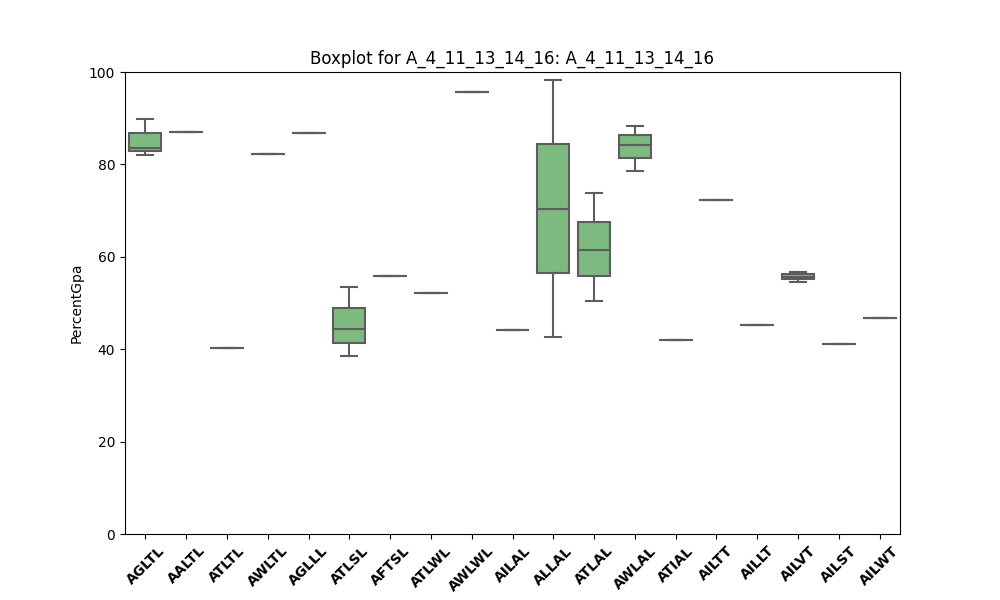 Boxplot for A_4_11_13_14_16: A_4_11_13_14_16
100
80
60
40
20
0
PercentGpa
AGLTL
AALTL
ATLTL
AWLTL
AGLLL
ATLSL
AFTSL
ATLWL
AWLWL
AILAL
ALLAL
ATLAL
AWLAL
ATIAL
AILTT
AILLT
AILVT
AILST
AILWT